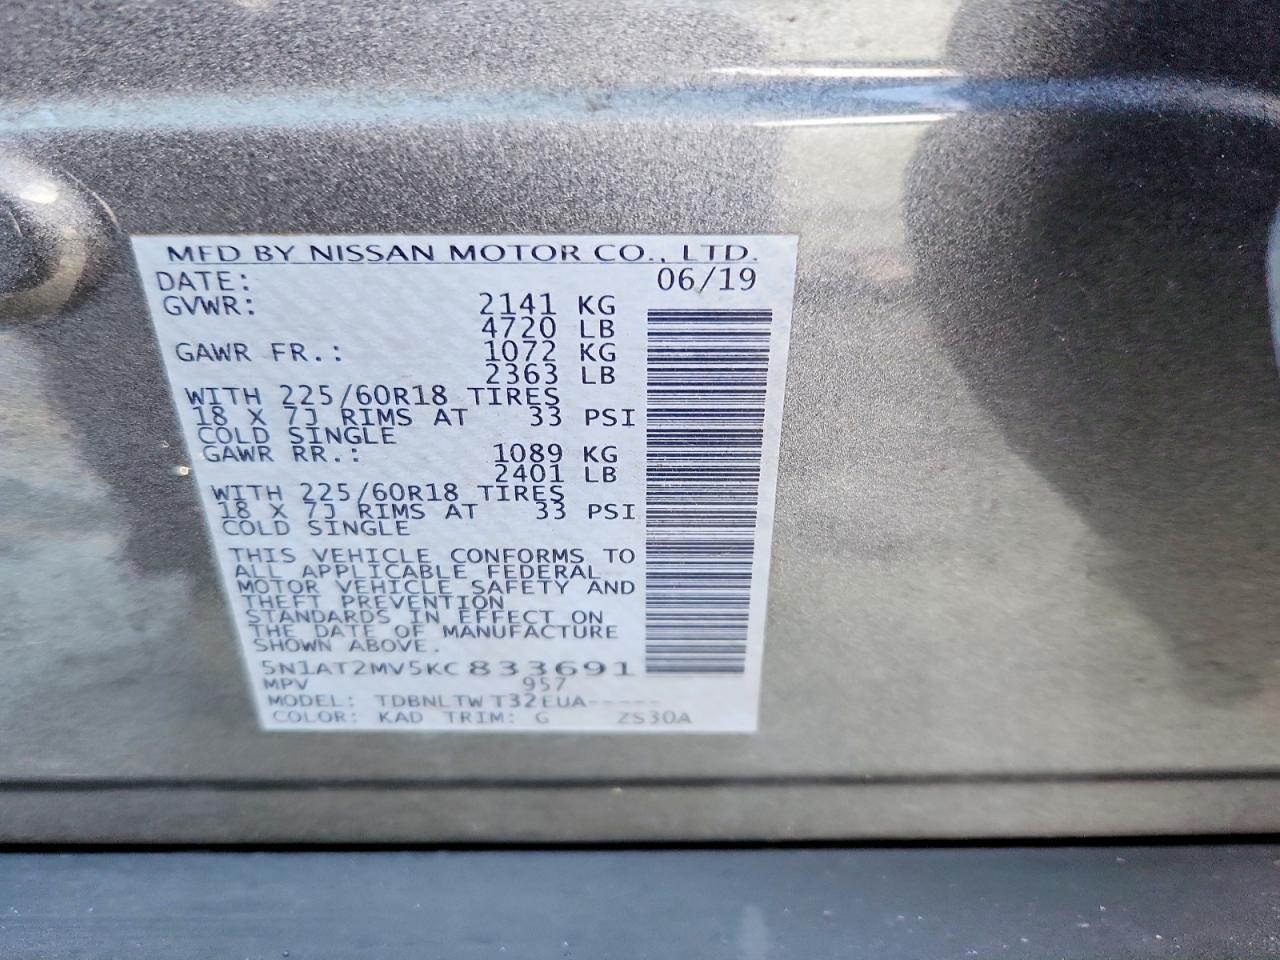 MFD BY NISSAN MOTOR CO., LTD.
DATE: 06/19
GVWR: 2141 KG
4720 LB
GAWR FR.: 1072 KG
2363 LB
WITH 225/60R18 TIRES
18 X 7J RIMS AT 33 PSI
COLD SINGLE
GAWR RR.: 1089 KG
2401 LB
WITH 225/60R18 TIRES
18 X 7J RIMS AT 33 PSI
COLD SINGLE
THIS VEHICLE CONFORMS TO
ALL APPLICABLE FEDERAL
MOTOR VEHICLE SAFETY AND
THEFT PREVENTION
STANDARDS IN EFFECT ON
THE DATE OF MANUFACTURE
SHOWN ABOVE.
5N1AT2MV5KC833691
MPV 957
MODEL: TDBNLTWT32EUA-----
COLOR: KAD TRIM: G ZS30A